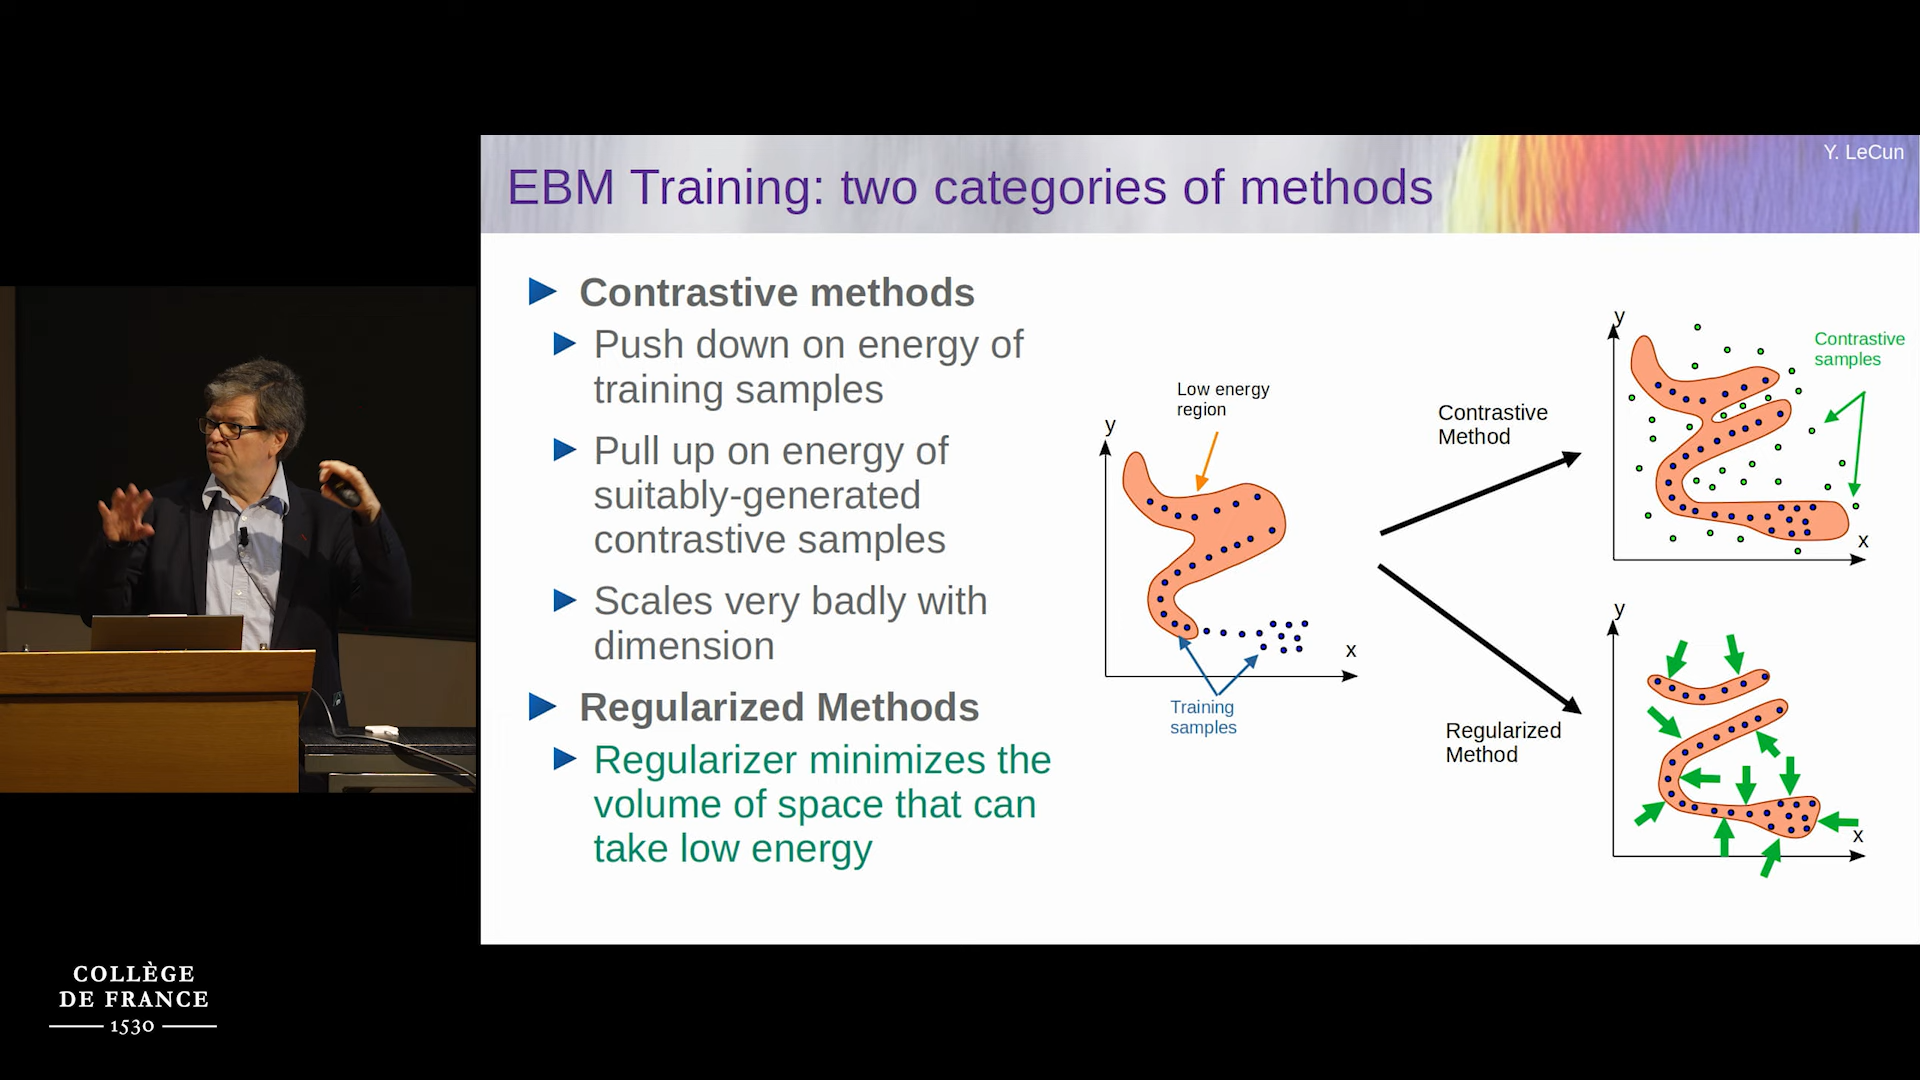 Y. LeCun
EBM Training: two categories of methods
Contrastive methods
Push down on energy of
training samples
Pull up on energy of
suitably-generated
contrastive samples
Scales very badly with
dimension
Regularized Methods
Regularizer minimizes the
volume of space that can
take low energy
Low energy
region
y
x
Training
samples
Contrastive
Method
Regularized
Method
y
Contrastive
samples
x
y
x
COLLÈGE
DE FRANCE
1530